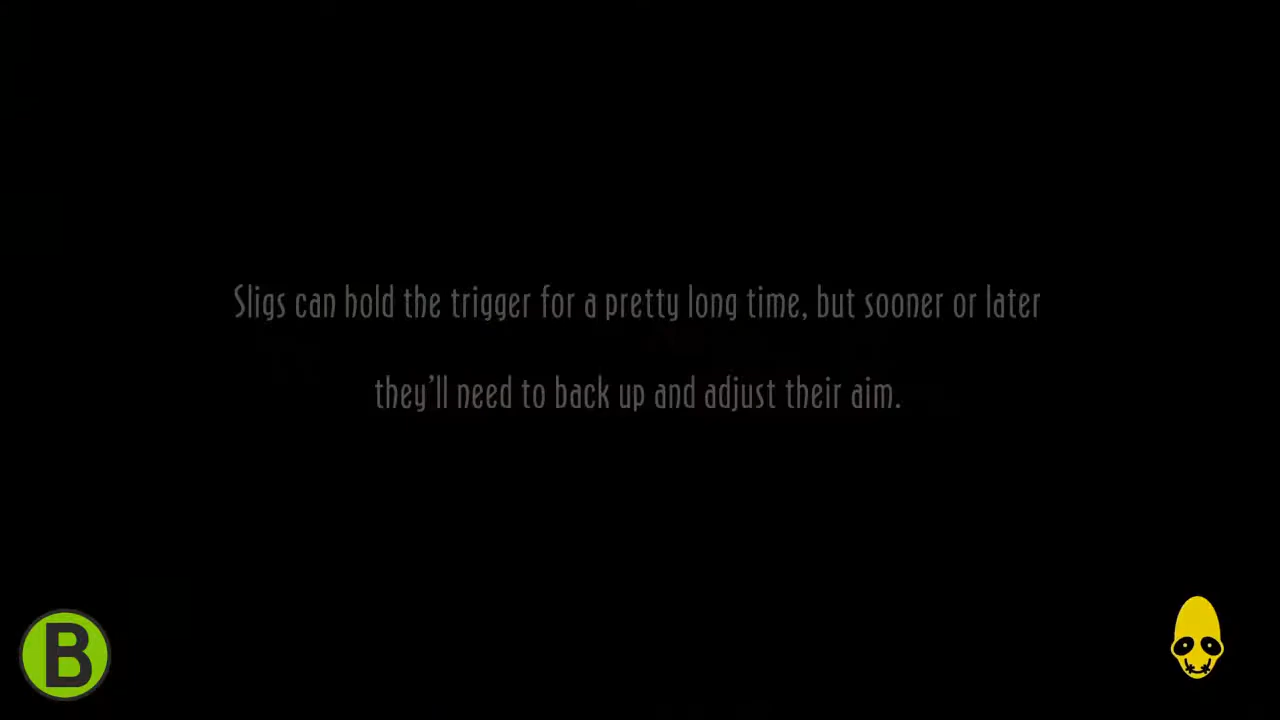 Sligs can hold the trigger for a pretty long time, but sooner or later
they'll need to back up and adjust their aim.
B